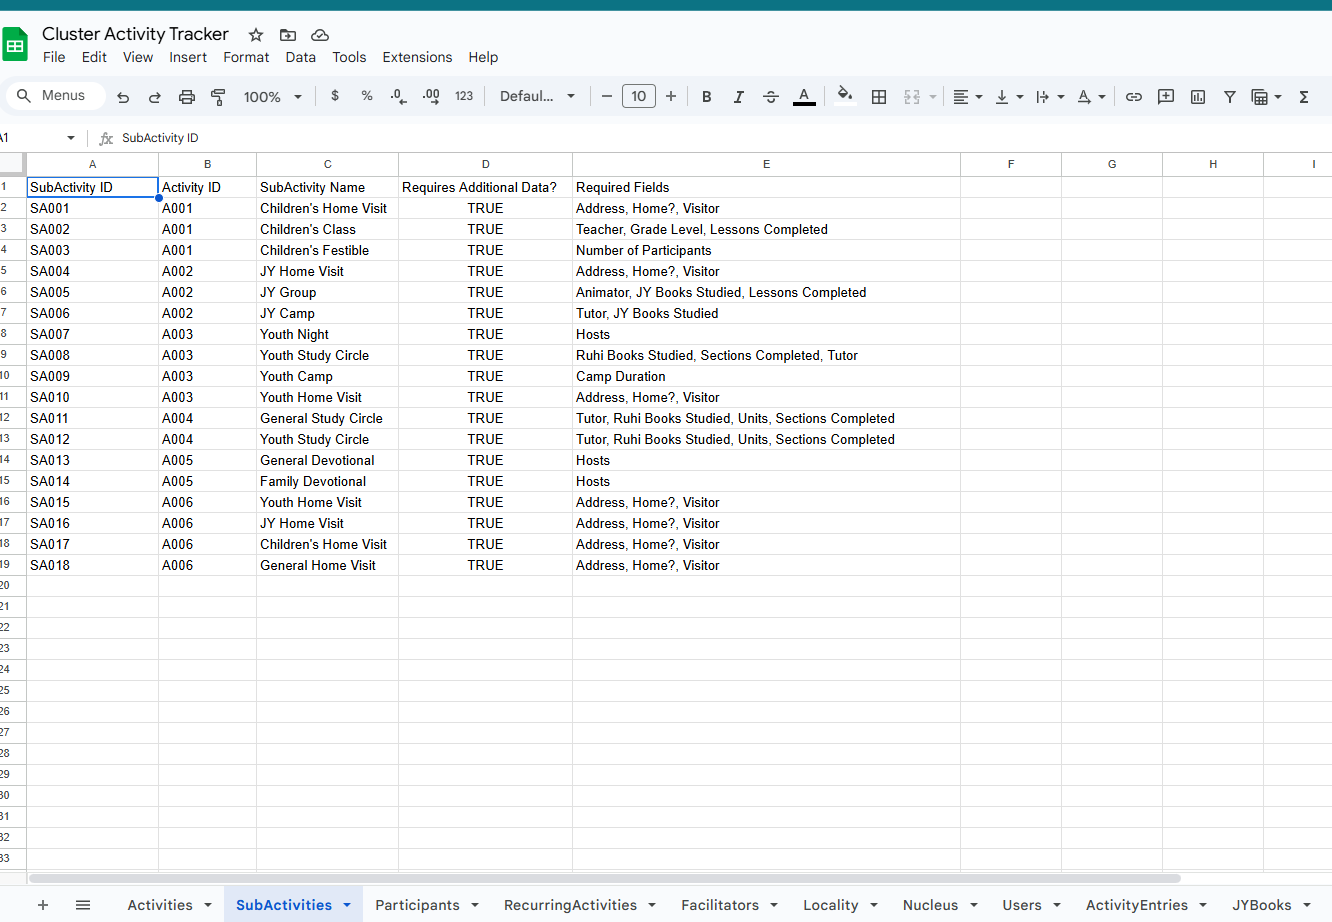 Cluster Activity Tracker
File Edit View Insert Format Data Tools Extensions Help
Menus 100% $ % .0 .00 123 Defaul... 10 B I S A A Σ
A1 fx SubActivity ID
A B C D E F G H I
1 SubActivity ID Activity ID SubActivity Name Requires Additional Data? Required Fields
2 SA001 A001 Children's Home Visit TRUE Address, Home?, Visitor
3 SA002 A001 Children's Class TRUE Teacher, Grade Level, Lessons Completed
4 SA003 A001 Children's Festible TRUE Number of Participants
5 SA004 A002 JY Home Visit TRUE Address, Home?, Visitor
6 SA005 A002 JY Group TRUE Animator, JY Books Studied, Lessons Completed
7 SA006 A002 JY Camp TRUE Tutor, JY Books Studied
8 SA007 A003 Youth Night TRUE Hosts
9 SA008 A003 Youth Study Circle TRUE Ruhi Books Studied, Sections Completed, Tutor
10 SA009 A003 Youth Camp TRUE Camp Duration
11 SA010 A003 Youth Home Visit TRUE Address, Home?, Visitor
12 SA011 A004 General Study Circle TRUE Tutor, Ruhi Books Studied, Units, Sections Completed
13 SA012 A004 Youth Study Circle TRUE Tutor, Ruhi Books Studied, Units, Sections Completed
14 SA013 A005 General Devotional TRUE Hosts
15 SA014 A005 Family Devotional TRUE Hosts
16 SA015 A006 Youth Home Visit TRUE Address, Home?, Visitor
17 SA016 A006 JY Home Visit TRUE Address, Home?, Visitor
18 SA017 A006 Children's Home Visit TRUE Address, Home?, Visitor
19 SA018 A006 General Home Visit TRUE Address, Home?, Visitor
20
21
22
23
24
25
26
27
28
29
30
31
32
33
+ Activities SubActivities Participants RecurringActivities Facilitators Locality Nucleus Users ActivityEntries JYBooks